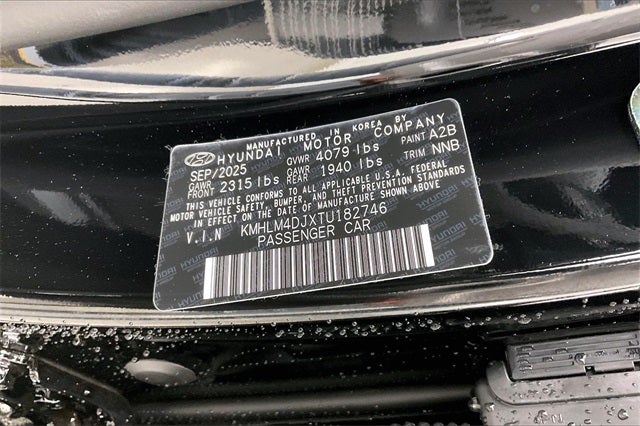 MANUFACTURED IN KOREA BY
HYUNDAI MOTOR COMPANY
SEP/2025 GVWR 4079 lbs PAINT A2B
GAWR FRONT 2315 lbs GAWR REAR 1940 lbs TRIM NNB
THIS VEHICLE CONFORMS TO ALL APPLICABLE U.S.A. FEDERAL
MOTOR VEHICLE SAFETY, BUMPER, AND THEFT PREVENTION STANDARDS
IN EFFECT ON THE DATE OF MANUFACTURE SHOWN ABOVE.
V.I.N KMHLM4DJXTU182746
PASSENGER CAR